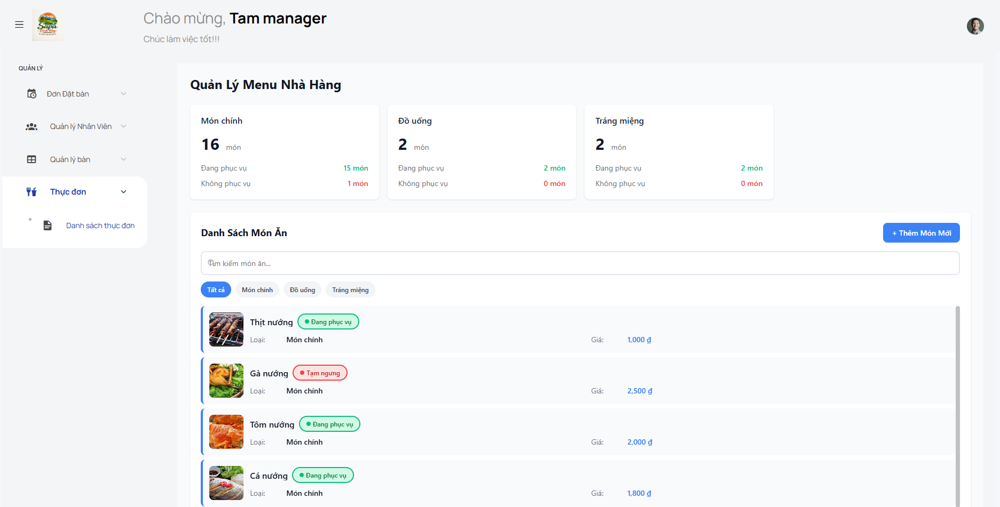 Sapa
Fresh Way
Chào mừng, Tam manager
Chúc làm việc tốt!!!
QUẢN LÝ
Đơn Đặt bàn
Quản lý Nhân Viên
Quản lý bàn
Thực đơn
Danh sách thực đơn
Quản Lý Menu Nhà Hàng
Món chính
16 món
Đang phục vụ 15 món
Không phục vụ 1 món
Đồ uống
2 món
Đang phục vụ 2 món
Không phục vụ 0 món
Tráng miệng
2 món
Đang phục vụ 2 món
Không phục vụ 0 món
Danh Sách Món Ăn
+ Thêm Món Mới
Tìm kiếm món ăn...
Tất cả Món chính Đồ uống Tráng miệng
Thịt nướng Đang phục vụ
Loại: Món chính Giá: 1,000 ₫
Gà nướng Tạm ngưng
Loại: Món chính Giá: 2,500 ₫
Tôm nướng Đang phục vụ
Loại: Món chính Giá: 2,000 ₫
Cá nướng Đang phục vụ
Loại: Món chính Giá: 1,800 ₫